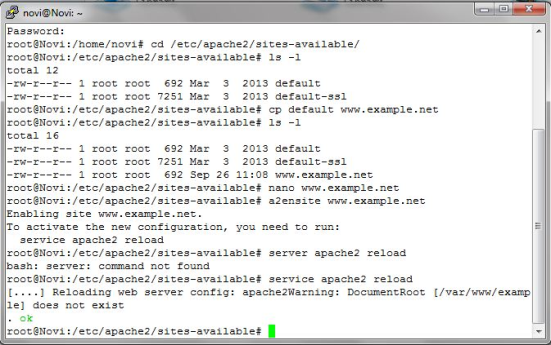 novi@Novi: ~
Password:
root@Novi:/home/novi# cd /etc/apache2/sites-available/
root@Novi:/etc/apache2/sites-available# ls -l
total 12
-rw-r--r-- 1 root root  692 Mar  3  2013 default
-rw-r--r-- 1 root root 7251 Mar  3  2013 default-ssl
root@Novi:/etc/apache2/sites-available# cp default www.example.net
root@Novi:/etc/apache2/sites-available# ls -l
total 16
-rw-r--r-- 1 root root  692 Mar  3  2013 default
-rw-r--r-- 1 root root 7251 Mar  3  2013 default-ssl
-rw-r--r-- 1 root root  692 Sep 26 11:08 www.example.net
root@Novi:/etc/apache2/sites-available# nano www.example.net
root@Novi:/etc/apache2/sites-available# a2ensite www.example.net
Enabling site www.example.net.
To activate the new configuration, you need to run:
  service apache2 reload
root@Novi:/etc/apache2/sites-available# server apache2 reload
bash: server: command not found
root@Novi:/etc/apache2/sites-available# service apache2 reload
[....] Reloading web server config: apache2Warning: DocumentRoot [/var/www/examp
le] does not exist
. ok
root@Novi:/etc/apache2/sites-available#